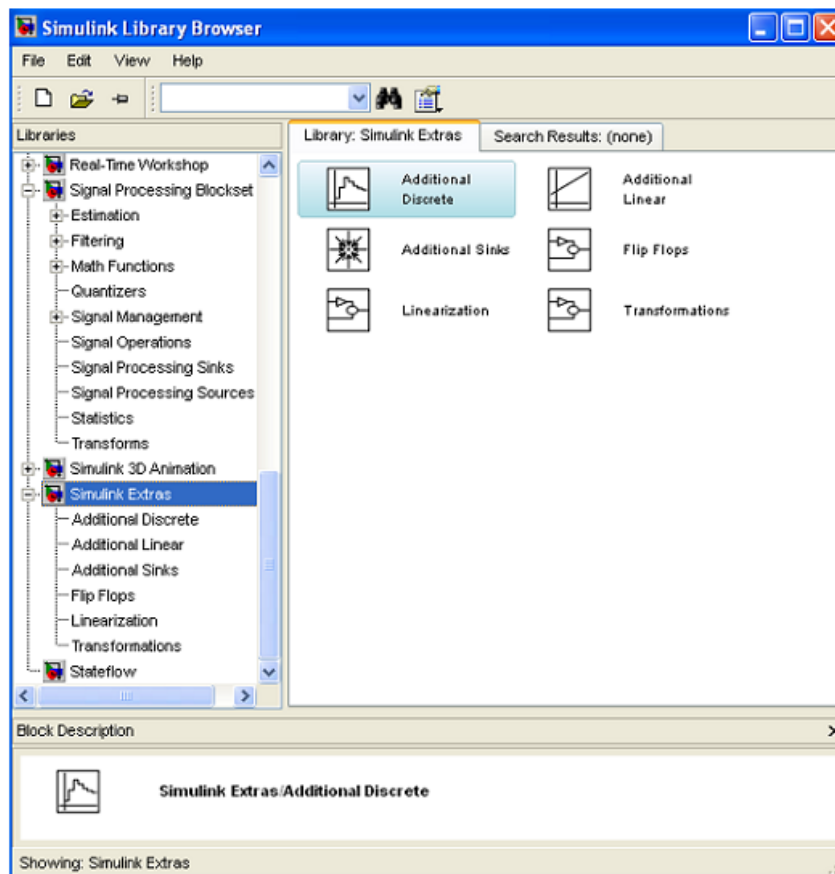 Simulink Library Browser
File Edit View Help
Libraries
Library: Simulink Extras
Search Results: (none)
Real-Time Workshop
Signal Processing Blockset
Estimation
Filtering
Math Functions
Quantizers
Signal Management
Signal Operations
Signal Processing Sinks
Signal Processing Sources
Statistics
Transforms
Simulink 3D Animation
Simulink Extras
Additional Discrete
Additional Linear
Additional Sinks
Flip Flops
Linearization
Transformations
Stateflow
Additional
Discrete
Additional
Linear
Additional Sinks
Flip Flops
Linearization
Transformations
Block Description
Simulink Extras/Additional Discrete
Showing: Simulink Extras